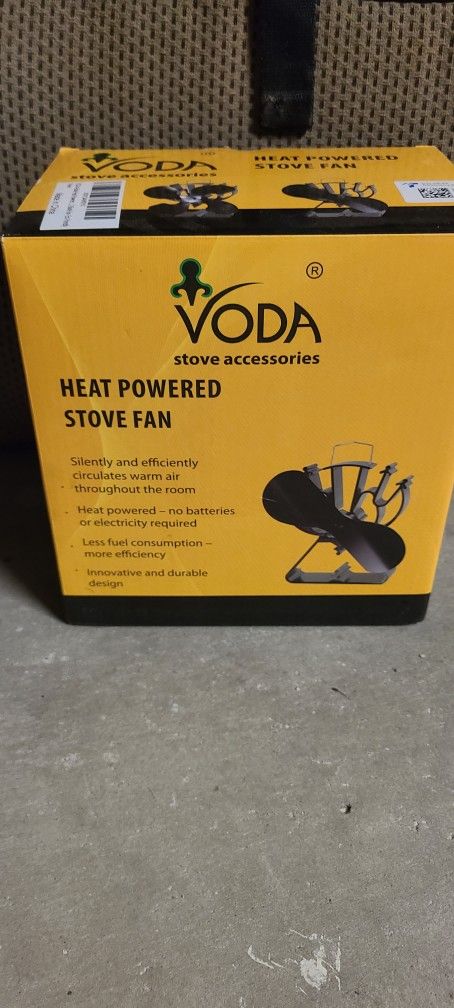 VODA
stove accessories
HEAT POWERED
STOVE FAN
®
VODA
stove accessories
HEAT POWERED
STOVE FAN
Silently and efficiently
circulates warm air
throughout the room
Heat powered – no batteries
or electricity required
Less fuel consumption –
more efficiency
Innovative and durable
design